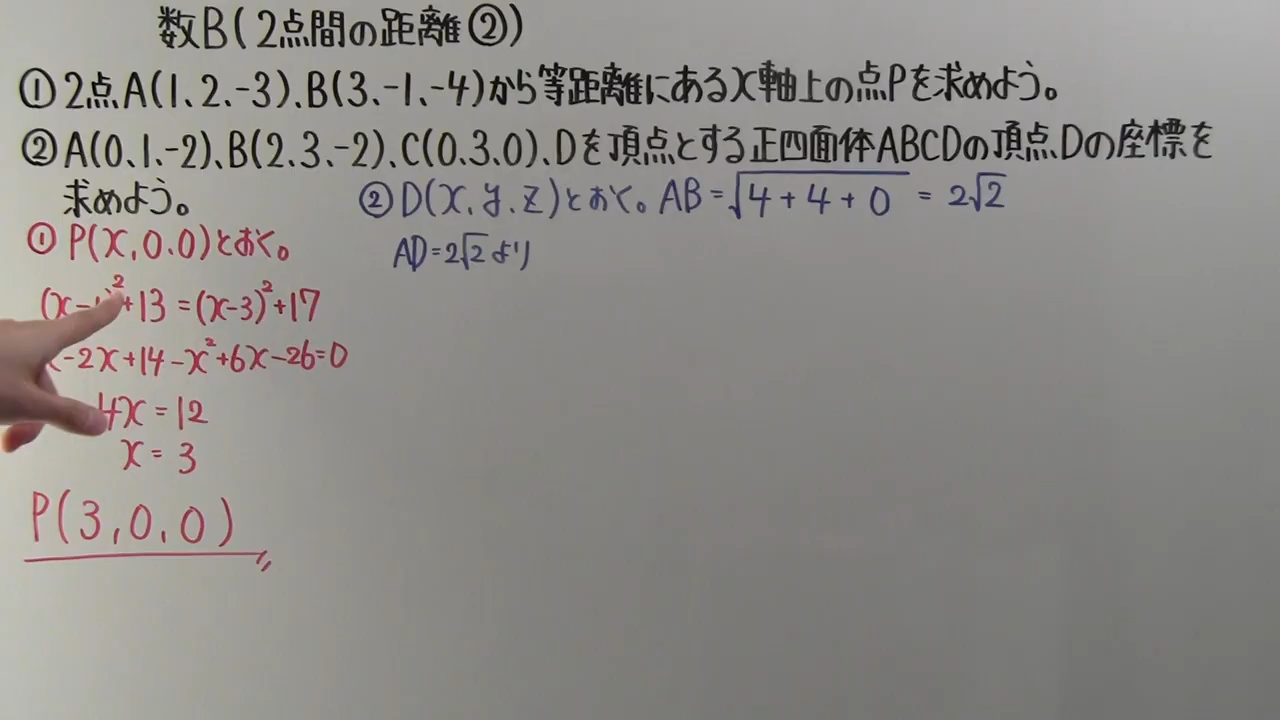 数B(2点間の距離②)
①2点A(1、2、-3)、B(3、-1、-4)から等距離にあるx軸上の点Pを求めよう。
②A(0、1、-2)、B(2、3、-2)、C(0、3、0)、Dを頂点とする正四面体ABCDの頂点Dの座標を
求めよう。
①P(x,0,0)とおく。
(x-1)²+13=(x-3)²+17
-2x+14-x²+6x-26=0
4x=12
x=3
P(3,0,0)
②D(x,y,z)とおく。AB=√4+4+0 = 2√2
AD=2√2より